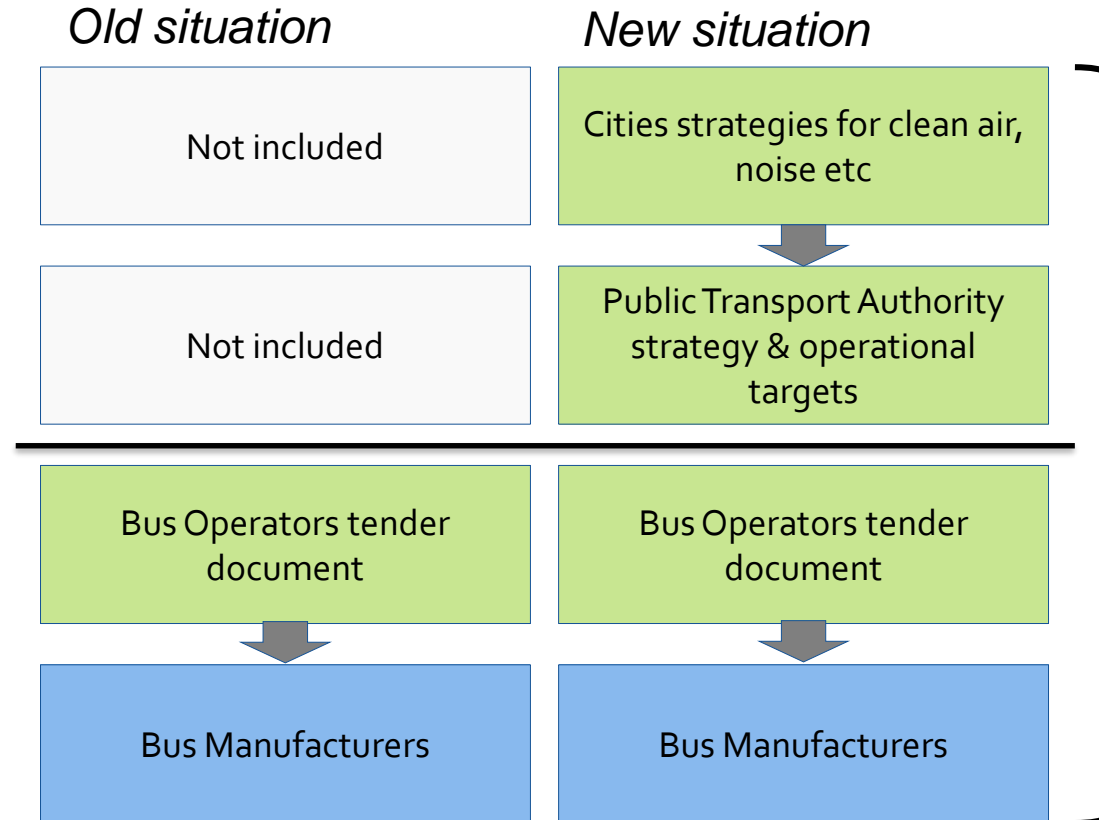 Old situation
New situation
Not included
Cities strategies for clean air,
noise etc
Not included
Public Transport Authority
strategy & operational
targets
Bus Operators tender
document
Bus Operators tender
document
Bus Manufacturers
Bus Manufacturers